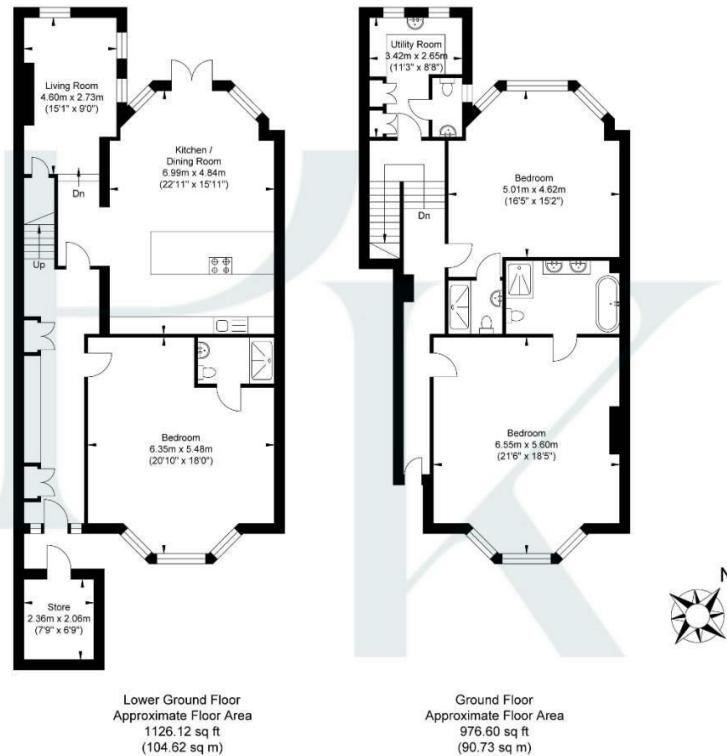 Living Room
4.60m x 2.73m
(15'1" x 9'0")
Dn
Up
Kitchen /
Dining Room
6.99m x 4.84m
(22'11" x 15'11")
Bedroom
6.35m x 5.48m
(20'10" x 18'0")
Store
2.36m x 2.06m
(7'9" x 6'9")
Lower Ground Floor
Approximate Floor Area
1126.12 sq ft
(104.62 sq m)
Utility Room
3.42m x 2.65m
(11'3" x 8'8")
Dn
Bedroom
5.01m x 4.62m
(16'5" x 15'2")
Bedroom
6.55m x 5.60m
(21'6" x 18'5")
Ground Floor
Approximate Floor Area
976.60 sq ft
(90.73 sq m)
N
PK